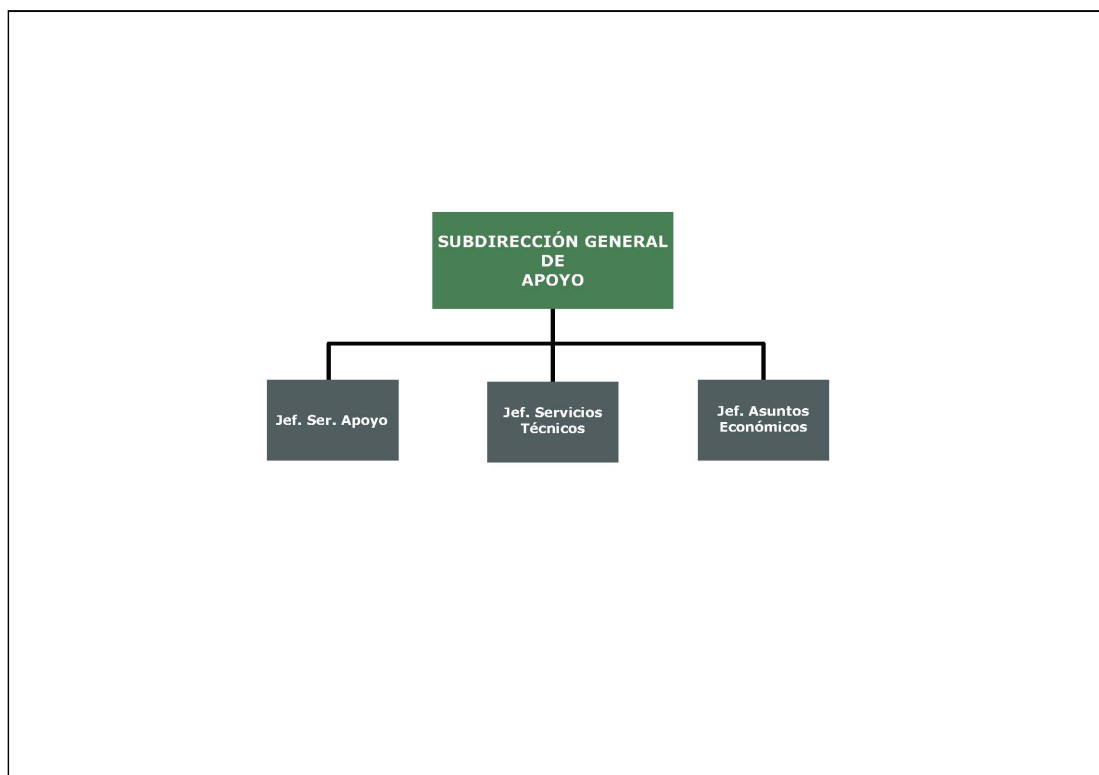 SUBDIRECCIÓN GENERAL
DE
APOYO
Jef. Ser. Apoyo
Jef. Servicios
Técnicos
Jef. Asuntos
Económicos